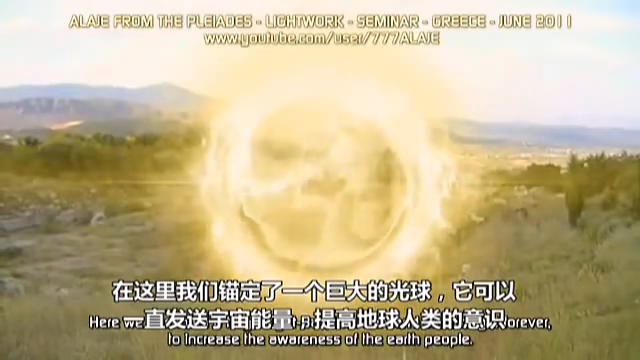 ALAJE FROM THE PLEIADES - LIGHTWORK - SEMINAR - GREECE - JUNE 2011
www.youtube.com/user/777ALAJE
在这里我们锚定了一个巨大的光球，它可以
一直发送宇宙能量，提高地球人类的意识
Here we forever,
to increase the awareness of the earth people.